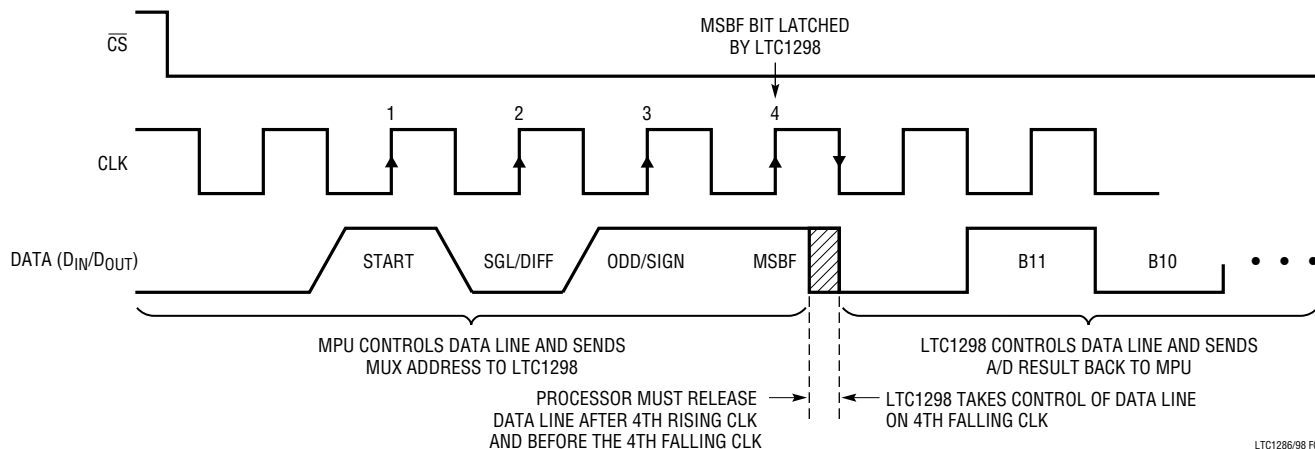 MSBF BIT LATCHED
BY LTC1298
CS
1 2 3 4
CLK
DATA (DIN/DOUT)
START SGL/DIFF ODD/SIGN MSBF B11 B10 • • •
MPU CONTROLS DATA LINE AND SENDS
MUX ADDRESS TO LTC1298
LTC1298 CONTROLS DATA LINE AND SENDS
A/D RESULT BACK TO MPU
PROCESSOR MUST RELEASE
DATA LINE AFTER 4TH RISING CLK
AND BEFORE THE 4TH FALLING CLK
LTC1298 TAKES CONTROL OF DATA LINE
ON 4TH FALLING CLK
LTC1286/98